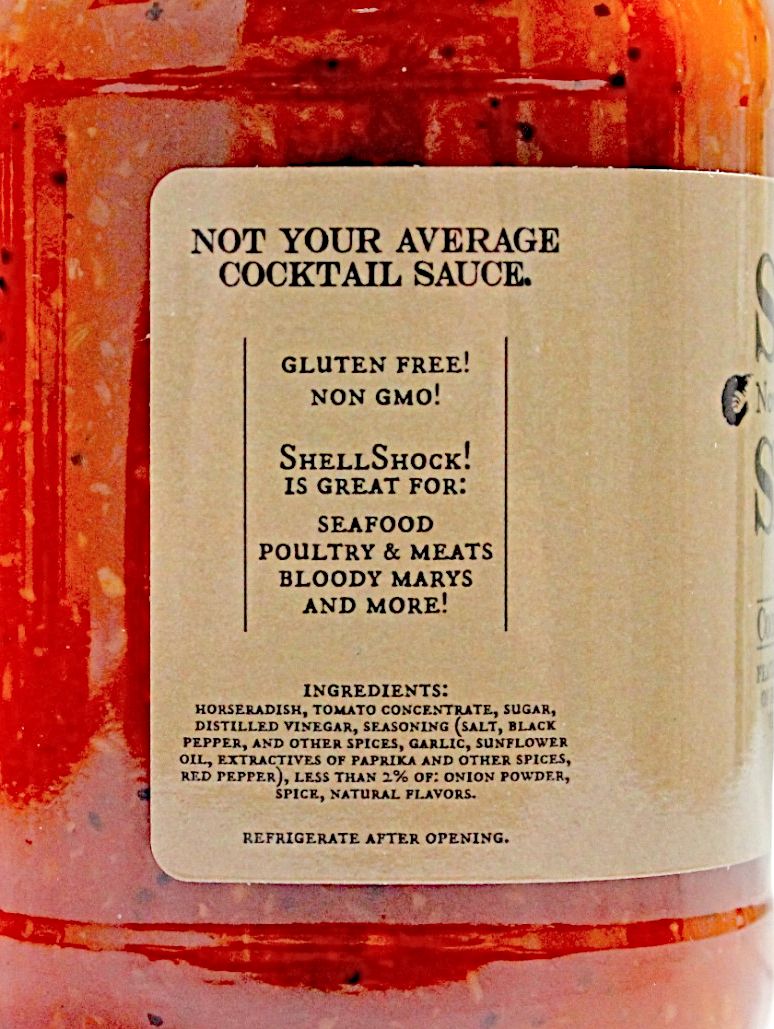 NOT YOUR AVERAGE
COCKTAIL SAUCE.
GLUTEN FREE!
NON GMO!
SHELLSHOCK!
IS GREAT FOR:
SEAFOOD
POULTRY & MEATS
BLOODY MARYS
AND MORE!
INGREDIENTS:
HORSERADISH, TOMATO CONCENTRATE, SUGAR,
DISTILLED VINEGAR, SEASONING (SALT, BLACK
PEPPER, AND OTHER SPICES, GARLIC, SUNFLOWER
OIL, EXTRACTIVES OF PAPRIKA AND OTHER SPICES,
RED PEPPER), LESS THAN 2% OF: ONION POWDER,
SPICE, NATURAL FLAVORS.
REFRIGERATE AFTER OPENING.